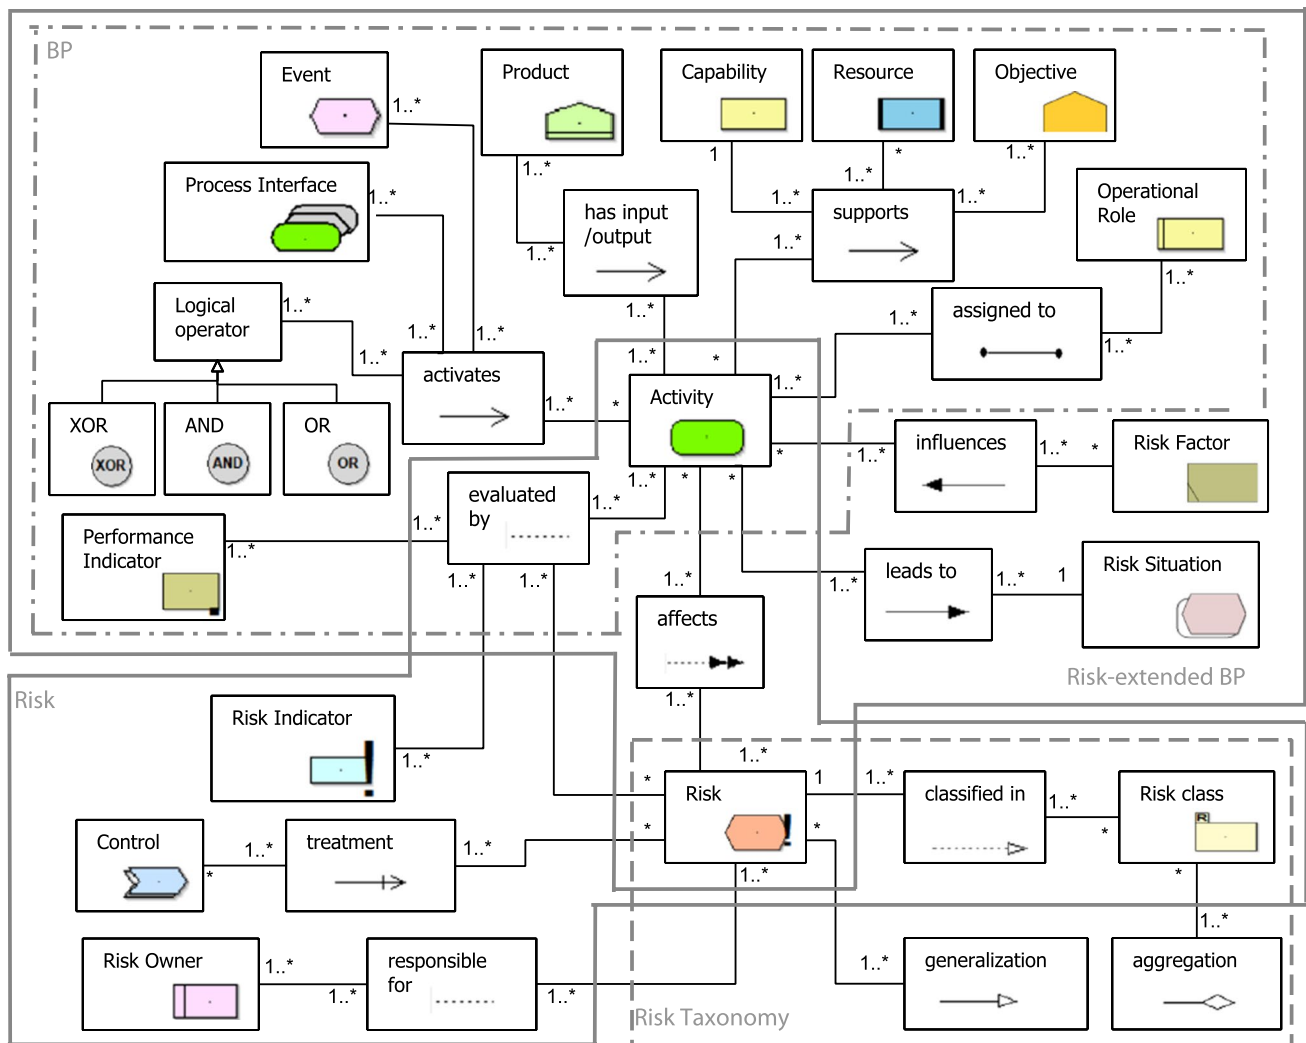 BP
Event
1..*
Product
1..*
Capability
1
Resource
*
Objective
1..*
Process Interface
1..*
has input
/output
1..*
1..*
1..*
supports
1..*
1..*
1..*
Operational
Role
1..*
Logical
operator
1..*
1..*
1..*
1..*
1..*
1..*
assigned to
1..*
1..*
activates
1..*
*
Activity
1..*
*
1..*
XOR
XOR
AND
AND
OR
OR
influences
1..*
*
1..*
*
Risk Factor
evaluated
by
1..*
1..*
*
*
Performance
Indicator
1..*
1..*
1..*
1..*
1..*
affects
1..*
leads to
1..*
1..*
1
Risk Situation
Risk-extended BP
Risk
Risk Indicator
1..*
1..*
*
Risk
1
*
*
1..*
1..*
classified in
1..*
*
Risk class
R
*
1..*
Control
*
1..*
treatment
1..*
Risk Owner
1..*
1..*
responsible
for
1..*
1..*
generalization
aggregation
Risk Taxonomy